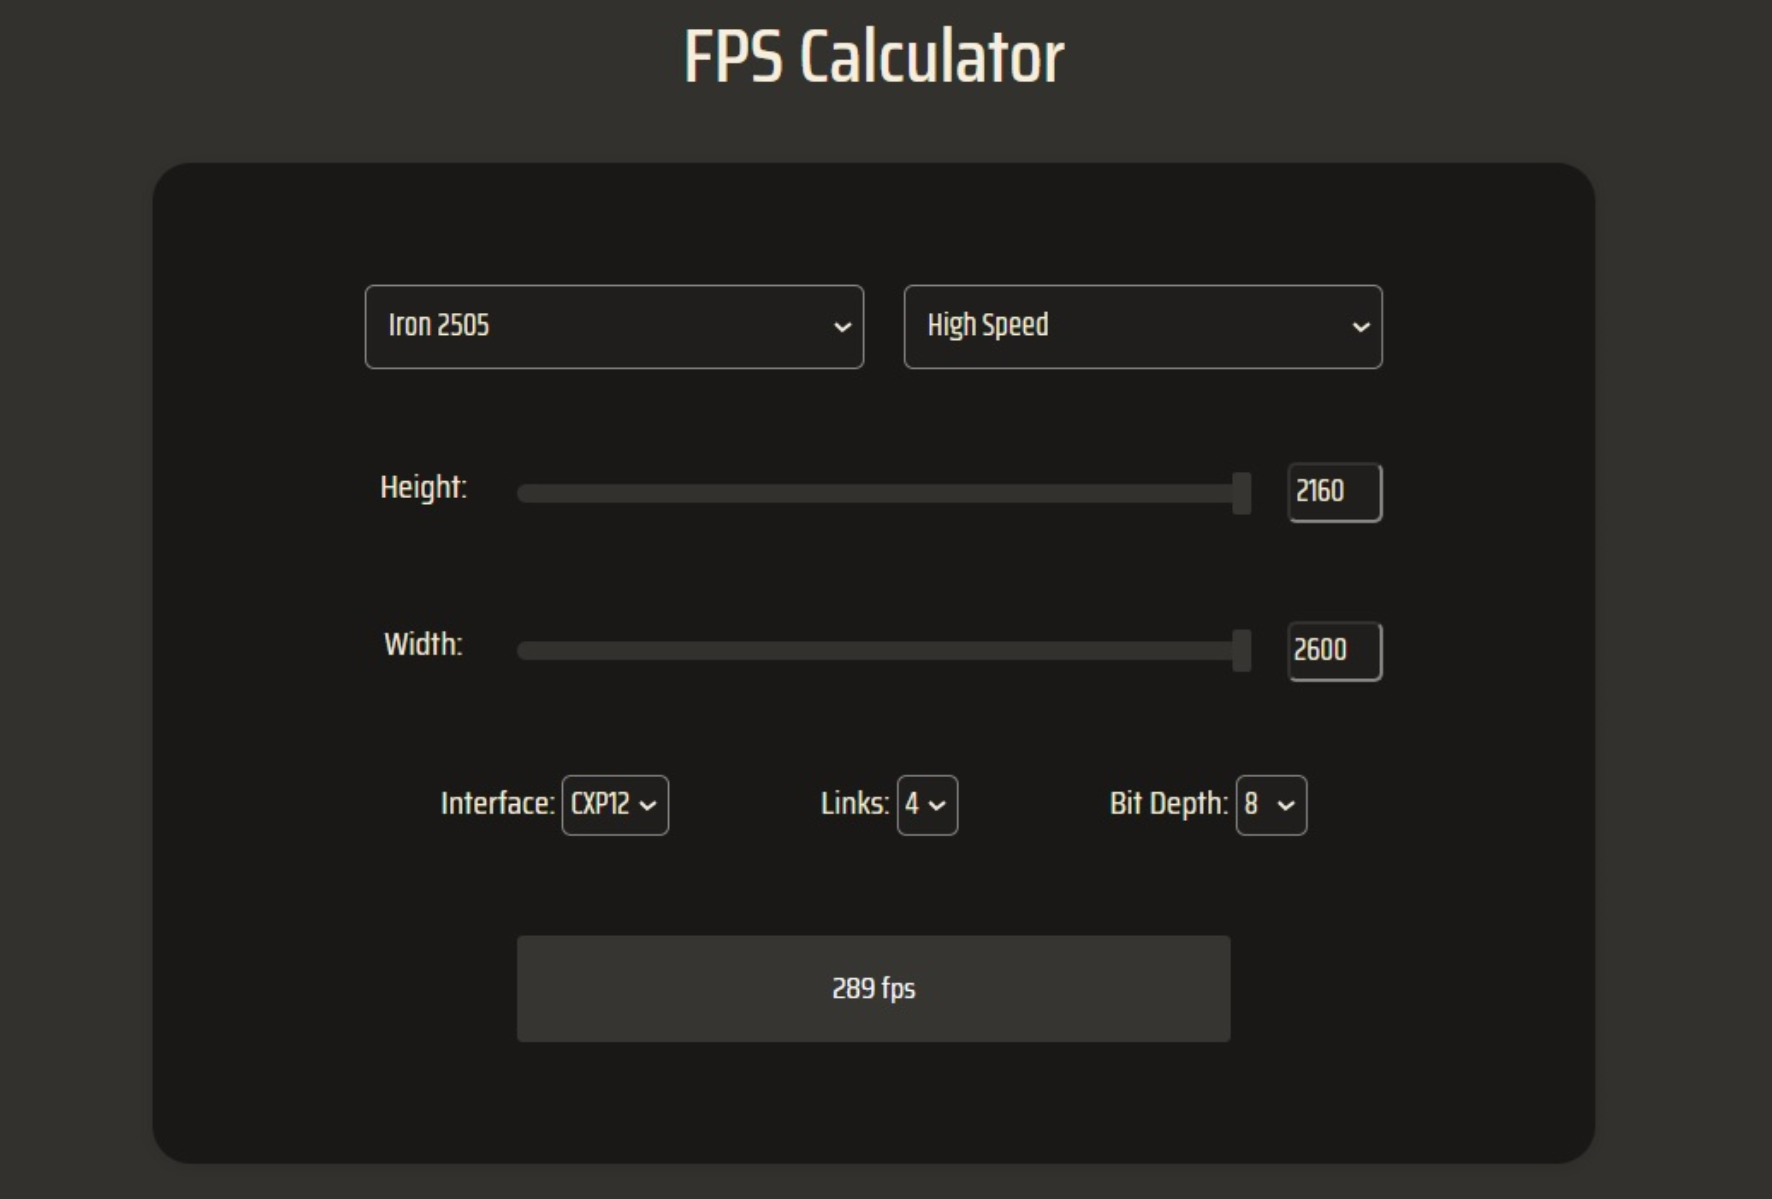 FPS Calculator
Iron 2505 High Speed
Height: 2160
Width: 2600
Interface: CXP12 Links: 4 Bit Depth: 8
289 fps